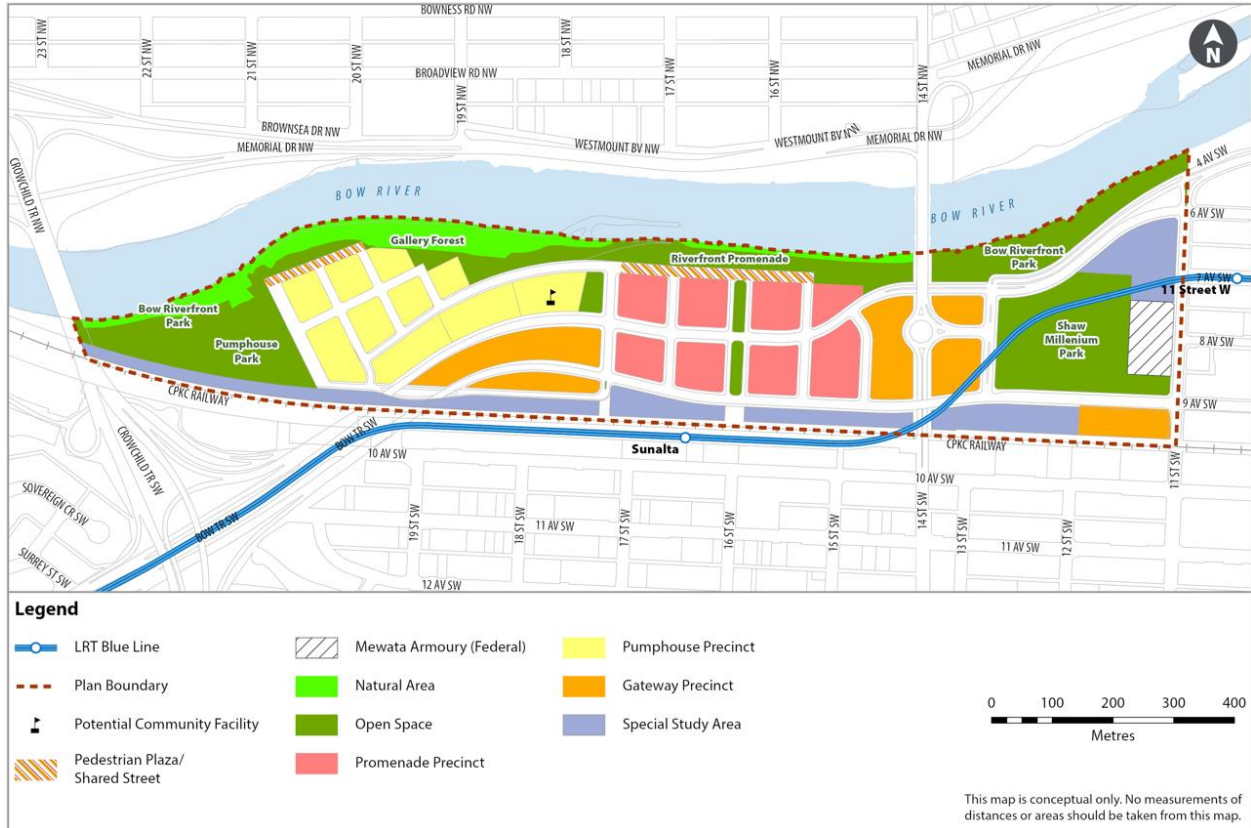 BOWNESS RD NW
23 ST NW
22 ST NW
21 ST NW
20 ST NW
19 ST NW
18 ST NW
BROADVIEW RD NW
17 ST NW
16 ST NW
14 ST NW
MEMORIAL DR NW
N
BROWNSEA DR NW
MEMORIAL DR NW
WESTMOUNT BV NW
WESTMOUNT BV NW
MEMORIAL DR NW
CROWCHILD TR NW
BOW RIVER
BOW RIVER
4 AV SW
6 AV SW
Gallery Forest
Riverfront Promenade
Bow Riverfront
Park
7 AV SW
11 Street W
Bow Riverfront
Park
Pumphouse
Park
Shaw
Millenium
Park
8 AV SW
9 AV SW
CPKC RAILWAY
BOW TR SW
Sunalta
CPKC RAILWAY
10 AV SW
10 AV SW
11 ST SW
CROWCHILD TR SW
SOVEREIGN CR SW
SURREY ST SW
BOW TR SW
19 ST SW
18 ST SW
11 AV SW
17 ST SW
16 ST SW
15 ST SW
14 ST SW
13 ST SW
11 AV SW
12 ST SW
12 AV SW
Legend
LRT Blue Line
Plan Boundary
Potential Community Facility
Pedestrian Plaza/
Shared Street
Mewata Armoury (Federal)
Natural Area
Open Space
Promenade Precinct
Pumphouse Precinct
Gateway Precinct
Special Study Area
0 100 200 300 400
Metres
This map is conceptual only. No measurements of
distances or areas should be taken from this map.